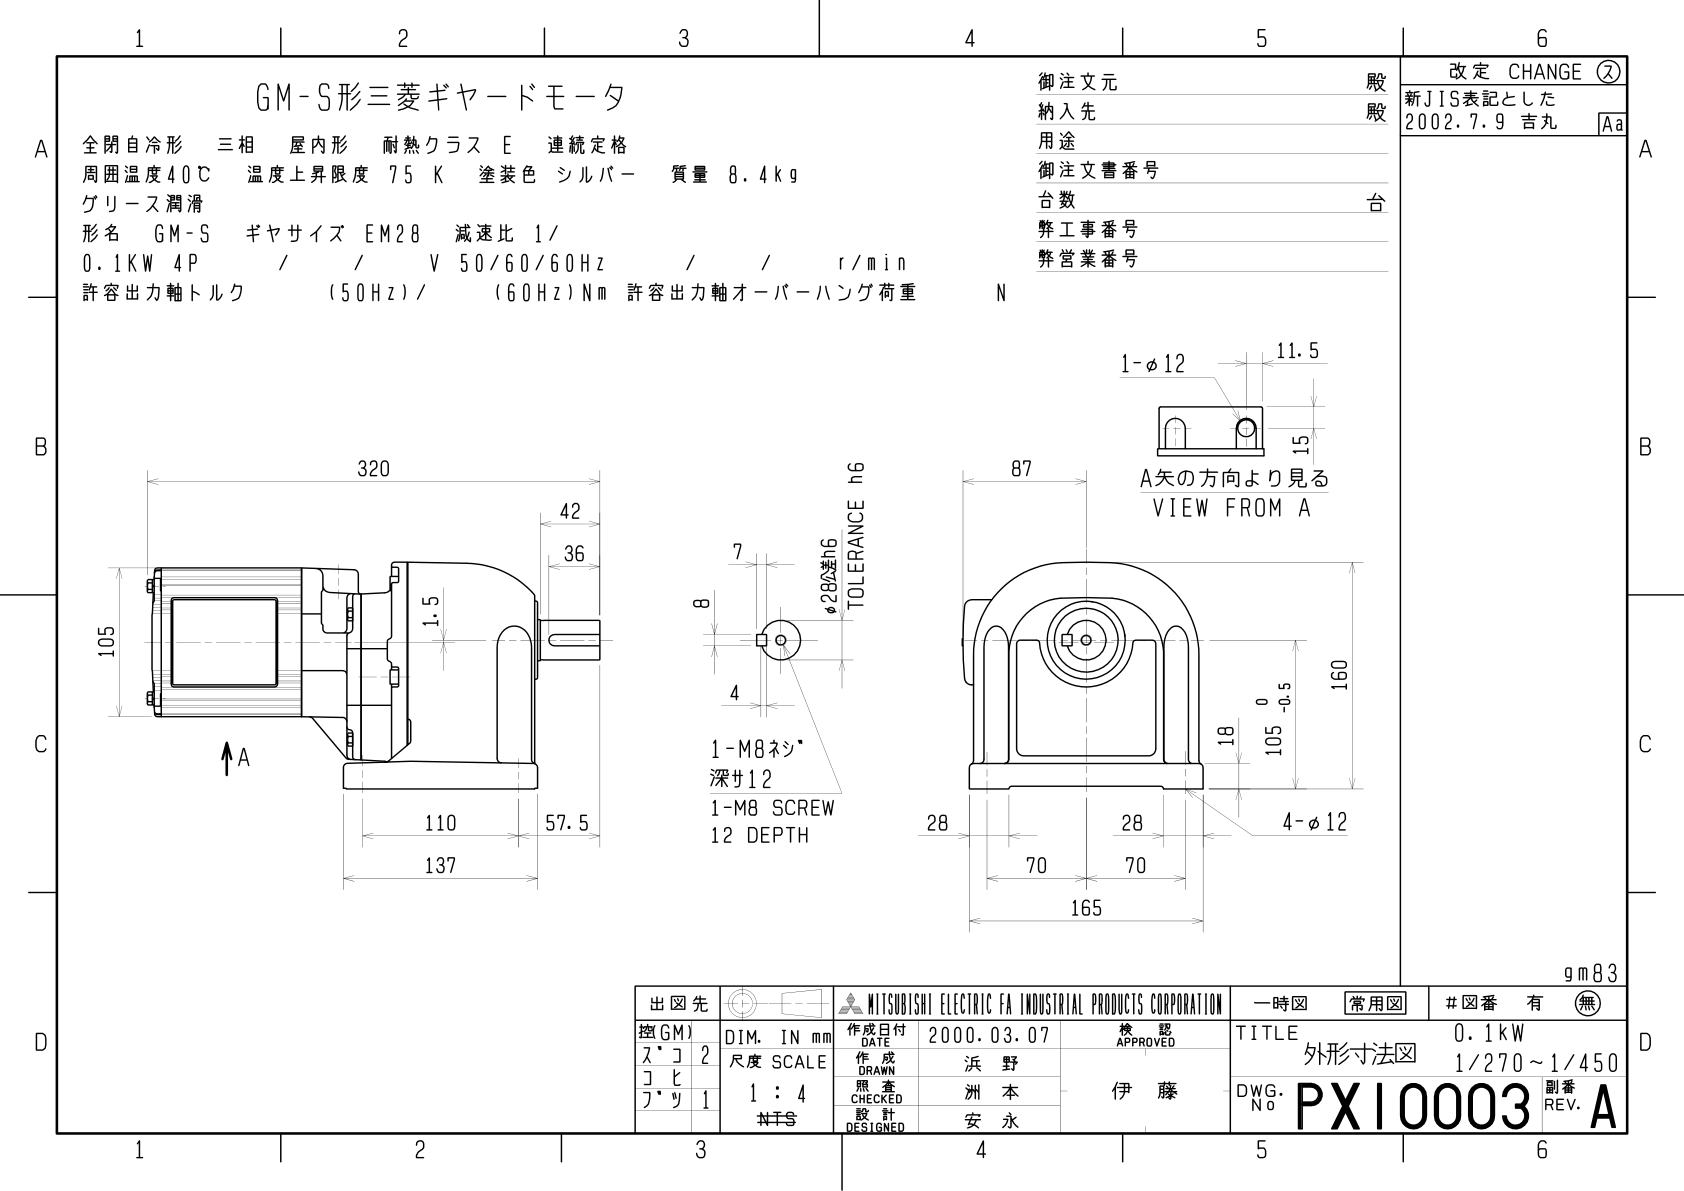 1 2 3 4 5 6
GM-S形三菱ギヤードモータ
全閉自冷形 三相 屋内形 耐熱クラス E 連続定格
周囲温度40℃ 温度上昇限度 75 K 塗装色 シルバー 質量 8.4kg
グリース潤滑
形名 GM-S ギヤサイズ EM28 減速比 1/
0.1KW 4P / / V 50/60/60Hz / / r/min
許容出力軸トルク (50Hz)/ (60Hz)Nm 許容出力軸オーバーハング荷重 N
御注文元 殿
納入先 殿
用途
御注文書番号
台数 台
弊工事番号
弊営業番号
改定 CHANGE ㋜
新JIS表記とした
2002.7.9 吉丸 Aa
A A
B B
C C
D D
1-φ12
11.5
15
A矢の方向より見る
VIEW FROM A
320
42
36
1.5
105
A
110
57.5
137
7
8
4
φ28公差h6
TOLERANCE h6
1-M8ネジ
深サ12
1-M8 SCREW
12 DEPTH
87
160
105 0 -0.5
18
28
28
4-φ12
70
70
165
gm83
出図先
控(GM)
ズコ 2
コヒ
ブツ 1
DIM. IN mm
尺度 SCALE
1 : 4
NTS
MITSUBISHI ELECTRIC FA INDUSTRIAL PRODUCTS CORPORATION
作成日付 DATE 2000.03.07
作成 DRAWN 浜野
照査 CHECKED 洲本
設計 DESIGNED 安永
検認 APPROVED
伊藤
一時図 常用図 #図番 有 無
TITLE 外形寸法図
0.1kW
1/270~1/450
DWG. No PX10003
副番 REV. A
1 2 3 4 5 6